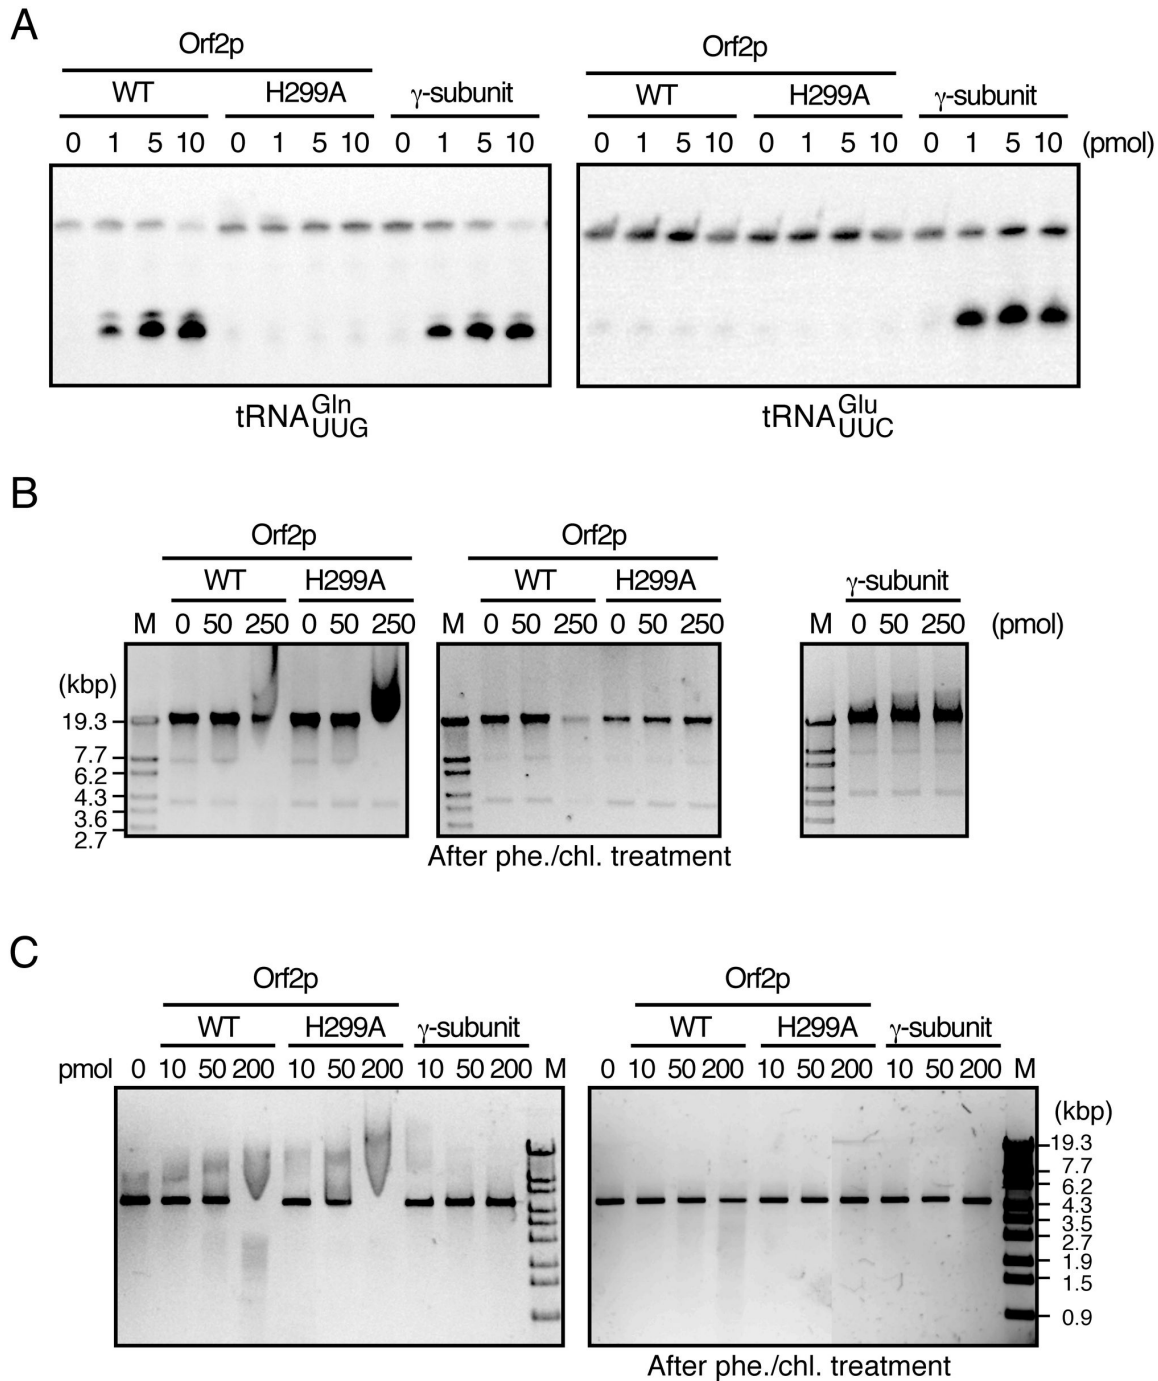 A
Orf2p
WT H299A γ-subunit
0 1 5 10 0 1 5 10 0 1 5 10
tRNA Gln UUG
Orf2p
WT H299A γ-subunit
0 1 5 10 0 1 5 10 0 1 5 10 (pmol)
tRNA Glu UUC
B
Orf2p
WT H299A
M 0 50 250 0 50 250
(kbp)
19.3
7.7
6.2
4.3
3.6
2.7
Orf2p
WT H299A
M 0 50 250 0 50 250
After phe./chl. treatment
γ-subunit
M 0 50 250 (pmol)
C
Orf2p
WT H299A γ-subunit
pmol 0 10 50 200 10 50 200 10 50 200 M
Orf2p
WT H299A γ-subunit
0 10 50 200 10 50 200 10 50 200 M
(kbp)
19.3
7.7
6.2
4.3
3.5
2.7
1.9
1.5
0.9
After phe./chl. treatment